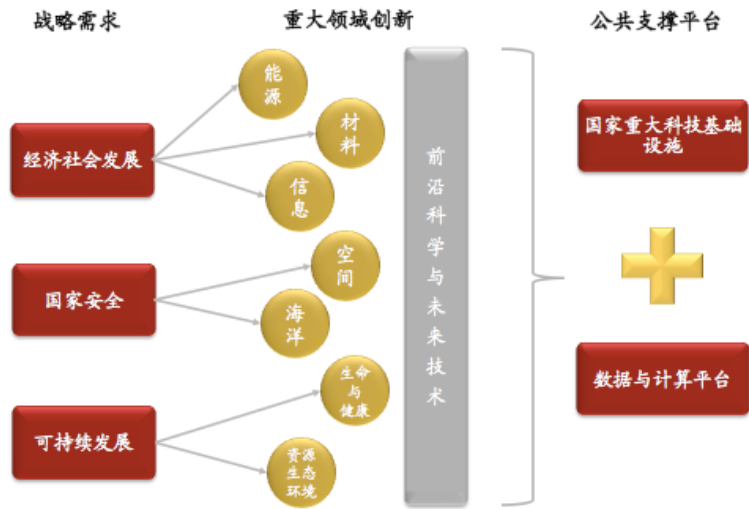 战略需求
重大领域创新
公共支撑平台
经济社会发展
国家安全
可持续发展
能
源
材
料
信
息
空
间
海
洋
生命
与
健康
资源
生态
环境
前
沿
科
学
与
未
来
技
术
国家重大科技基础
设施
数据与计算平台